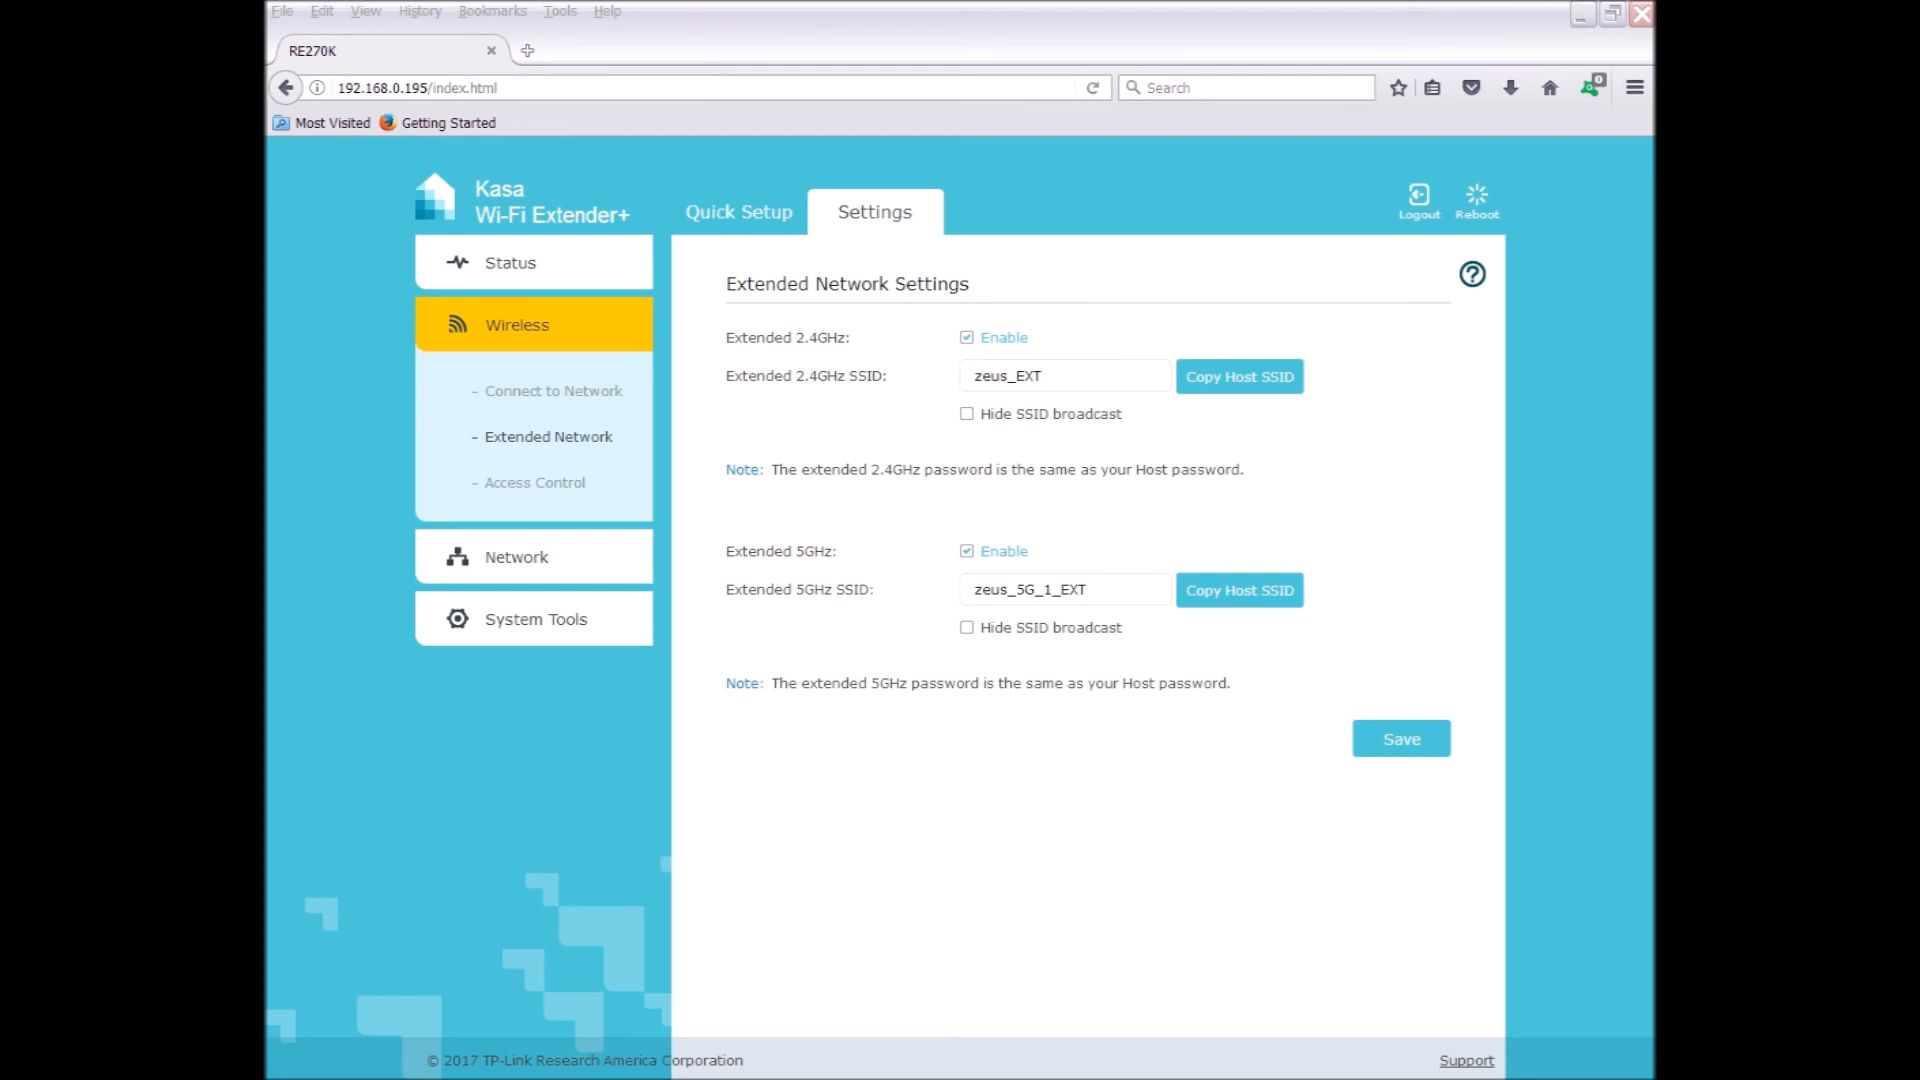 File Edit View History Bookmarks Tools Help
RE270K
192.168.0.195/index.html
Search
0
Most Visited
Getting Started
Kasa
Wi-Fi Extender+
Quick Setup
Settings
Logout
Reboot
Status
Wireless
- Connect to Network
- Extended Network
- Access Control
Network
System Tools
Extended Network Settings
?
Extended 2.4GHz:
Enable
Extended 2.4GHz SSID:
zeus_EXT
Copy Host SSID
Hide SSID broadcast
Note: The extended 2.4GHz password is the same as your Host password.
Extended 5GHz:
Enable
Extended 5GHz SSID:
zeus_5G_1_EXT
Copy Host SSID
Hide SSID broadcast
Note: The extended 5GHz password is the same as your Host password.
Save
© 2017 TP-Link Research America Corporation
Support